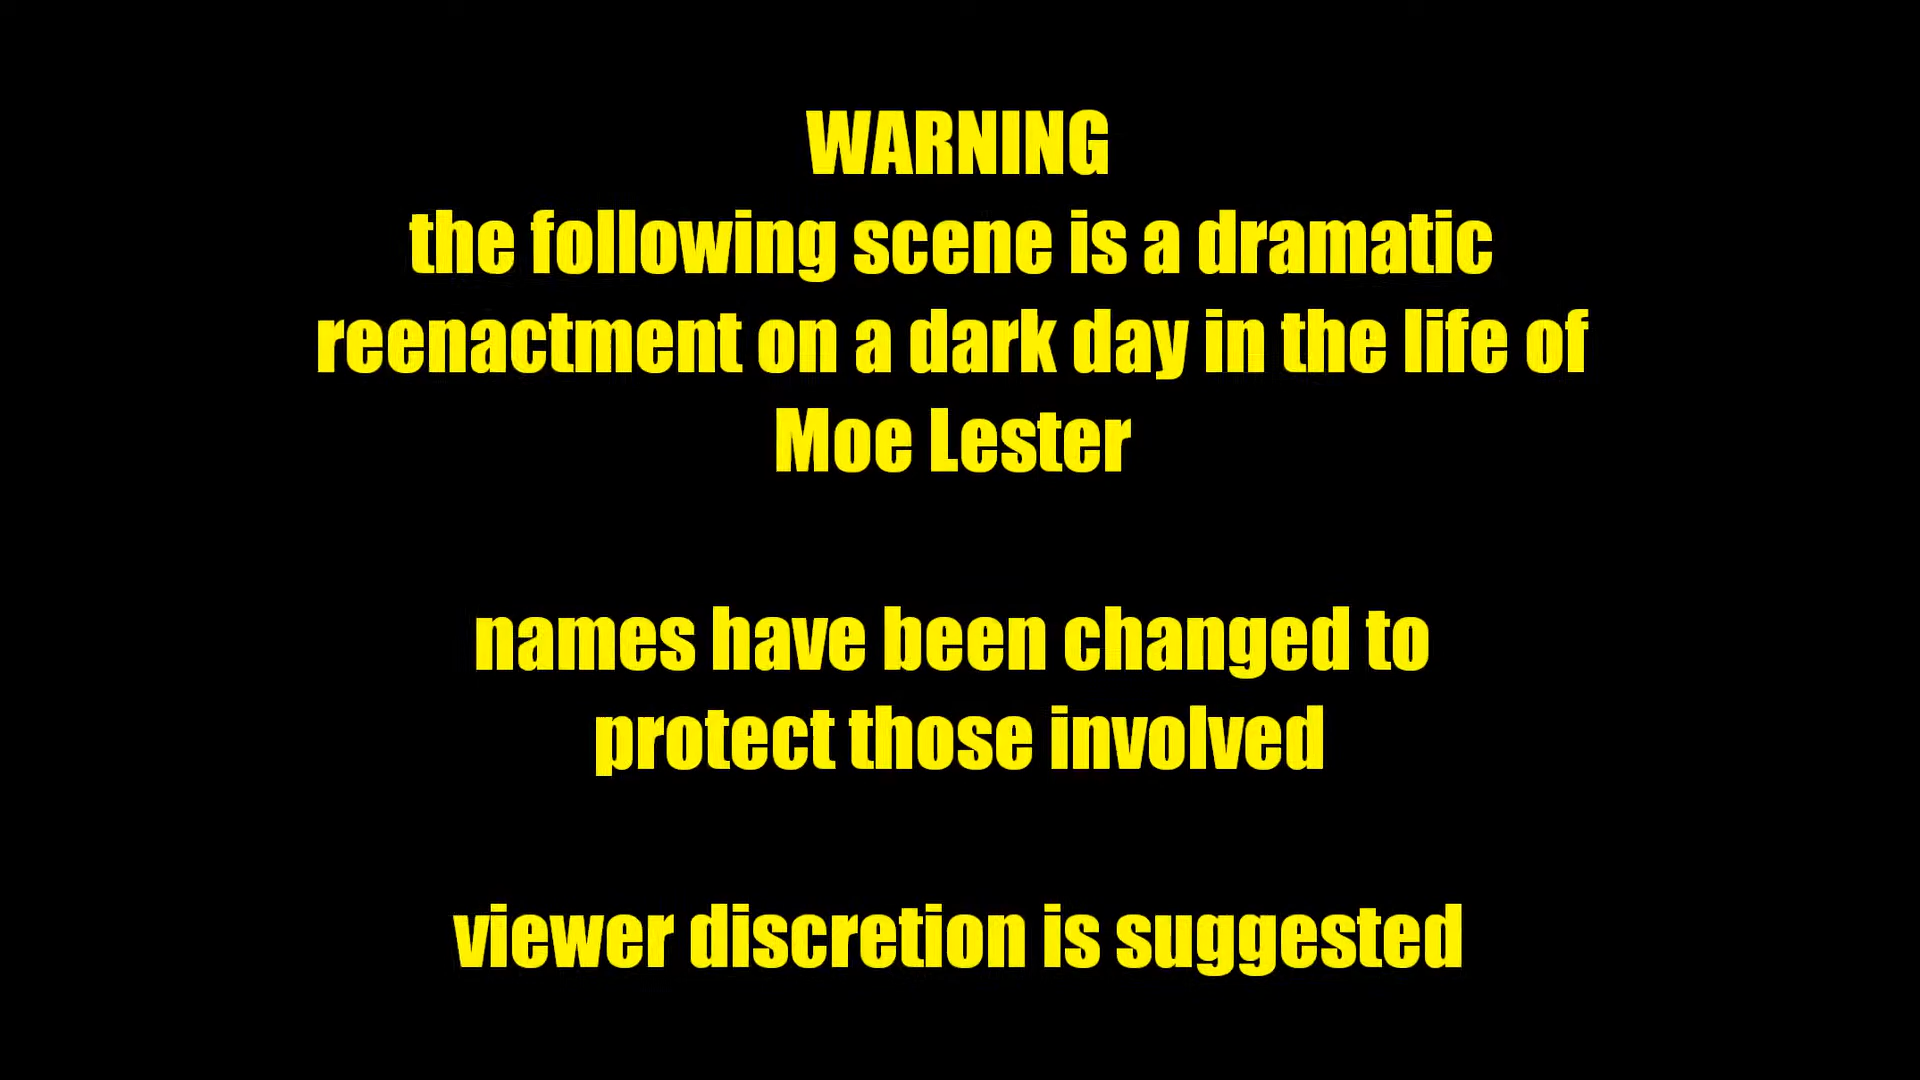 WARNING
the following scene is a dramatic
reenactment on a dark day in the life of
Moe Lester
names have been changed to
protect those involved
viewer discretion is suggested